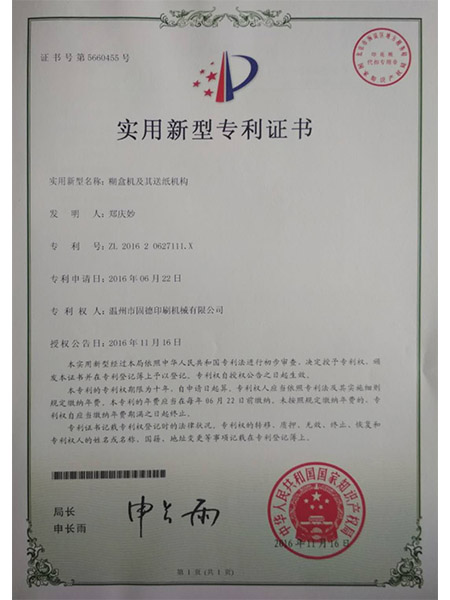 证书号第5660455号
实用新型专利证书
实用新型名称：糊盒机及其送纸机构
发 明 人：郑庆妙
专 利 号：ZL 2016 2 0627111.X
专利申请日：2016年06月22日
专 利 权 人：温州市固德印刷机械有限公司
授权公告日：2016年11月16日
本实用新型经过本局依照中华人民共和国专利法进行初步审查，决定授予专利权，颁
发本证书并在专利登记簿上予以登记。专利权自授权公告之日起生效。
本专利的专利权期限为十年，自申请日起算。专利权人应当依照专利法及其实施细则
规定缴纳年费。本专利的年费应当在每年 06 月 22 日前缴纳。未按照规定缴纳年费的，专利
权自应当缴纳年费期满之日起终止。
专利证书记载专利权登记时的法律状况。专利权的转移、质押、无效、终止、恢复和
专利权人的姓名或名称、国籍、地址变更等事项记载在专利登记簿上。
局长
申长雨
申长雨
中华人民共和国国家知识产权局
2016年11月16日
第 1 页 (共 1 页)